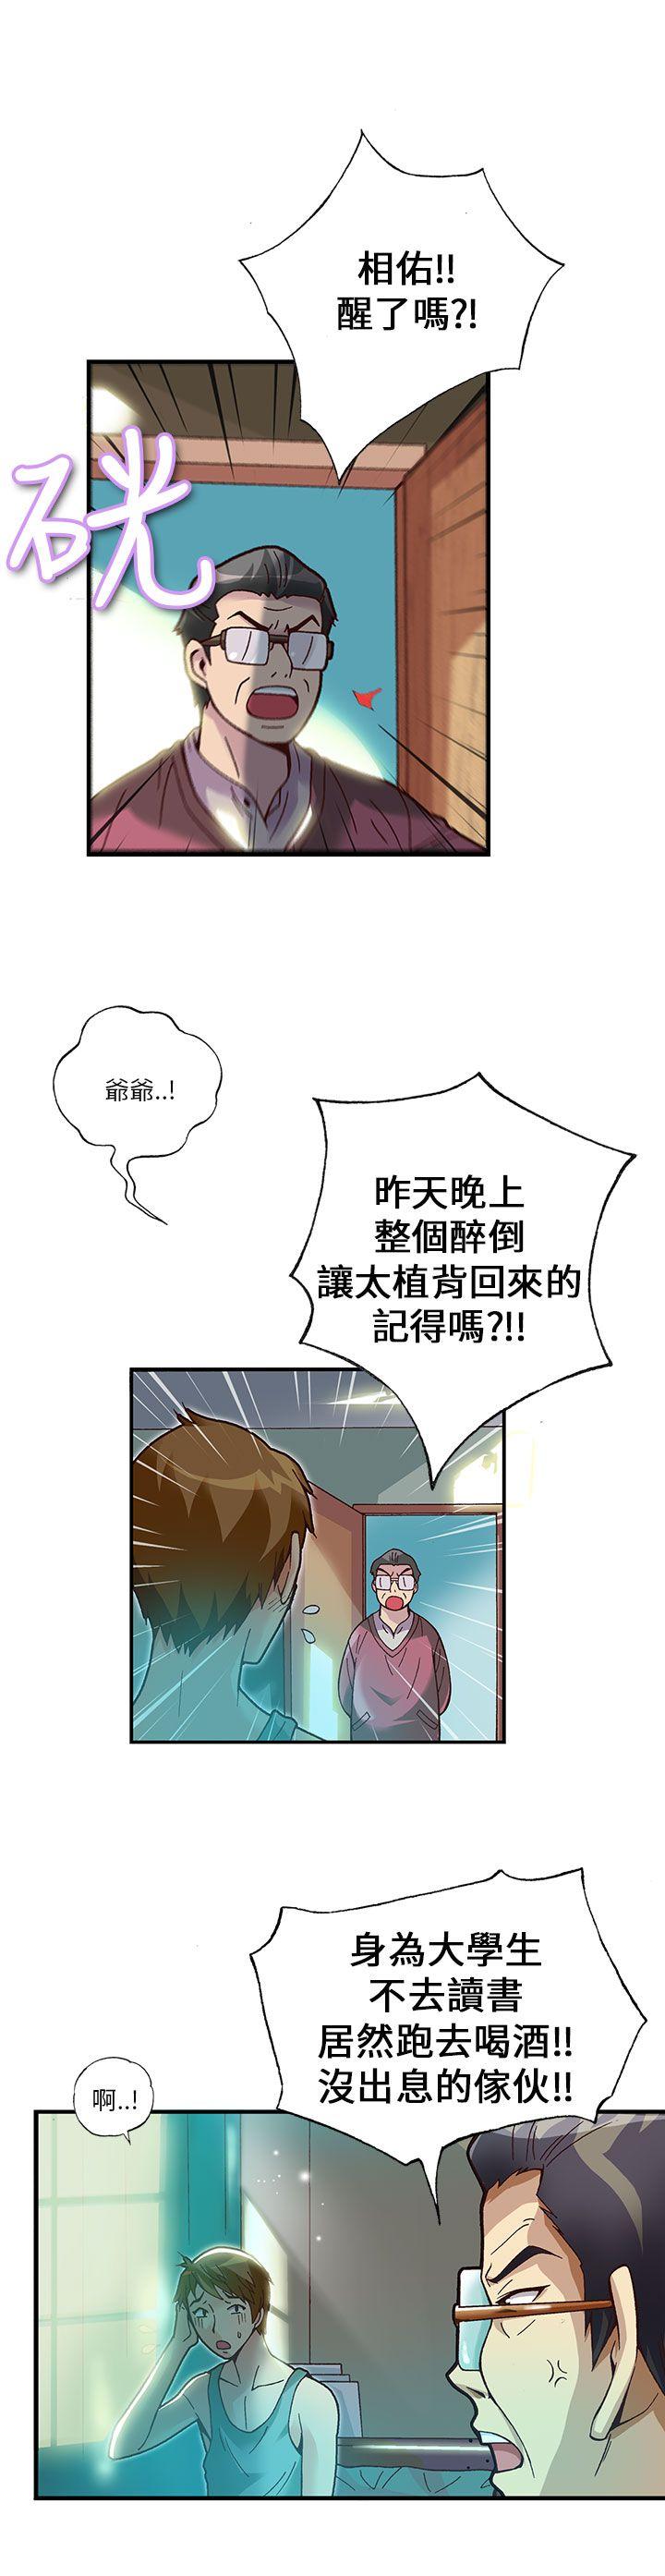 相佑!!
醒了嗎?!
硄
爺爺..!
昨天晚上
整個醉倒
讓太植背回來的
記得嗎?!!!
身為大學生
不去讀書
居然跑去喝酒!!
沒出息的傢伙!!
啊..!